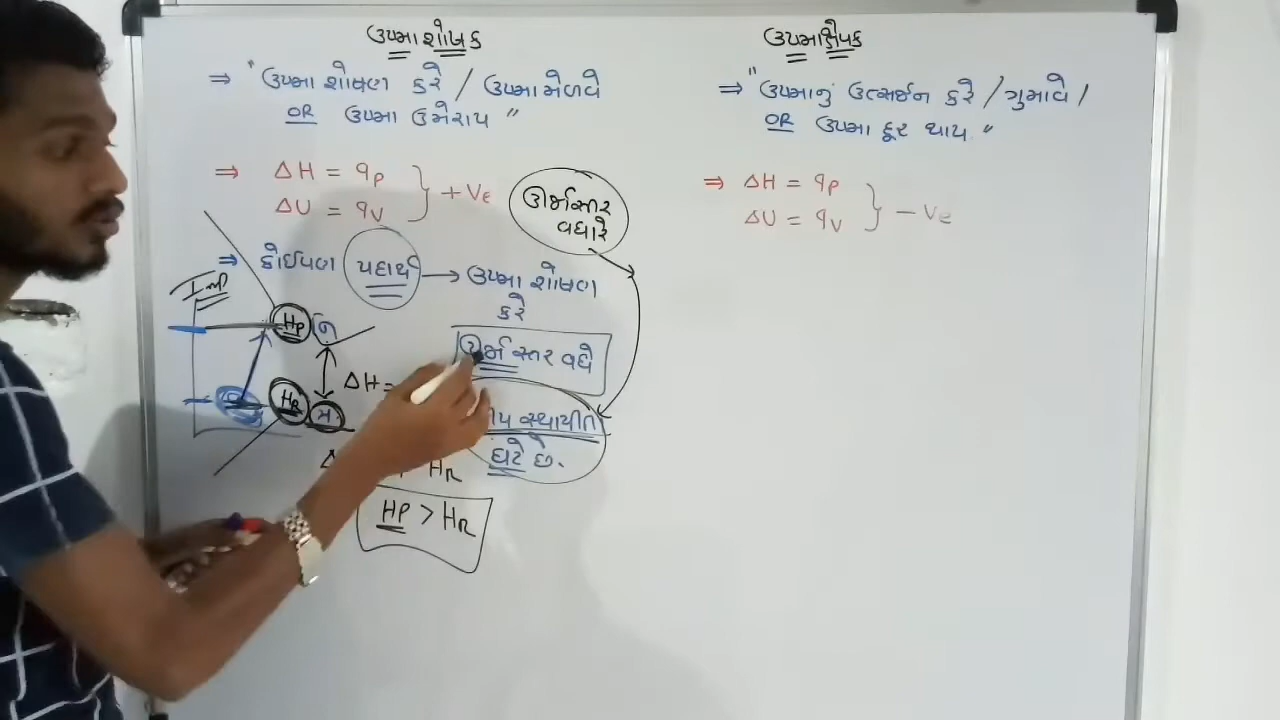 ઉષ્માશોષક
⇒ "ઉષ્મા શોષણ કરે / ઉષ્મા મેળવે
OR ઉષ્મા ઉમેરાય"
⇒ ΔH = qp
ΔU = qv } +ve
ઊર્જાસ્તર
વધારે
⇒ કોઈપણ પદાર્થ → ઉષ્મા શોષણ
કરે
ઊર્જા સ્તર વધે
Hp ની
HR
ΔH =
સ્થાયીતા
ઘટે છે.
HR
HP > HR
ઉષ્માક્ષેપક
⇒ "ઉષ્માનું ઉત્સર્જન કરે / ગુમાવે /
OR ઉષ્મા દૂર થાય"
⇒ ΔH = qp
ΔU = qv } -ve